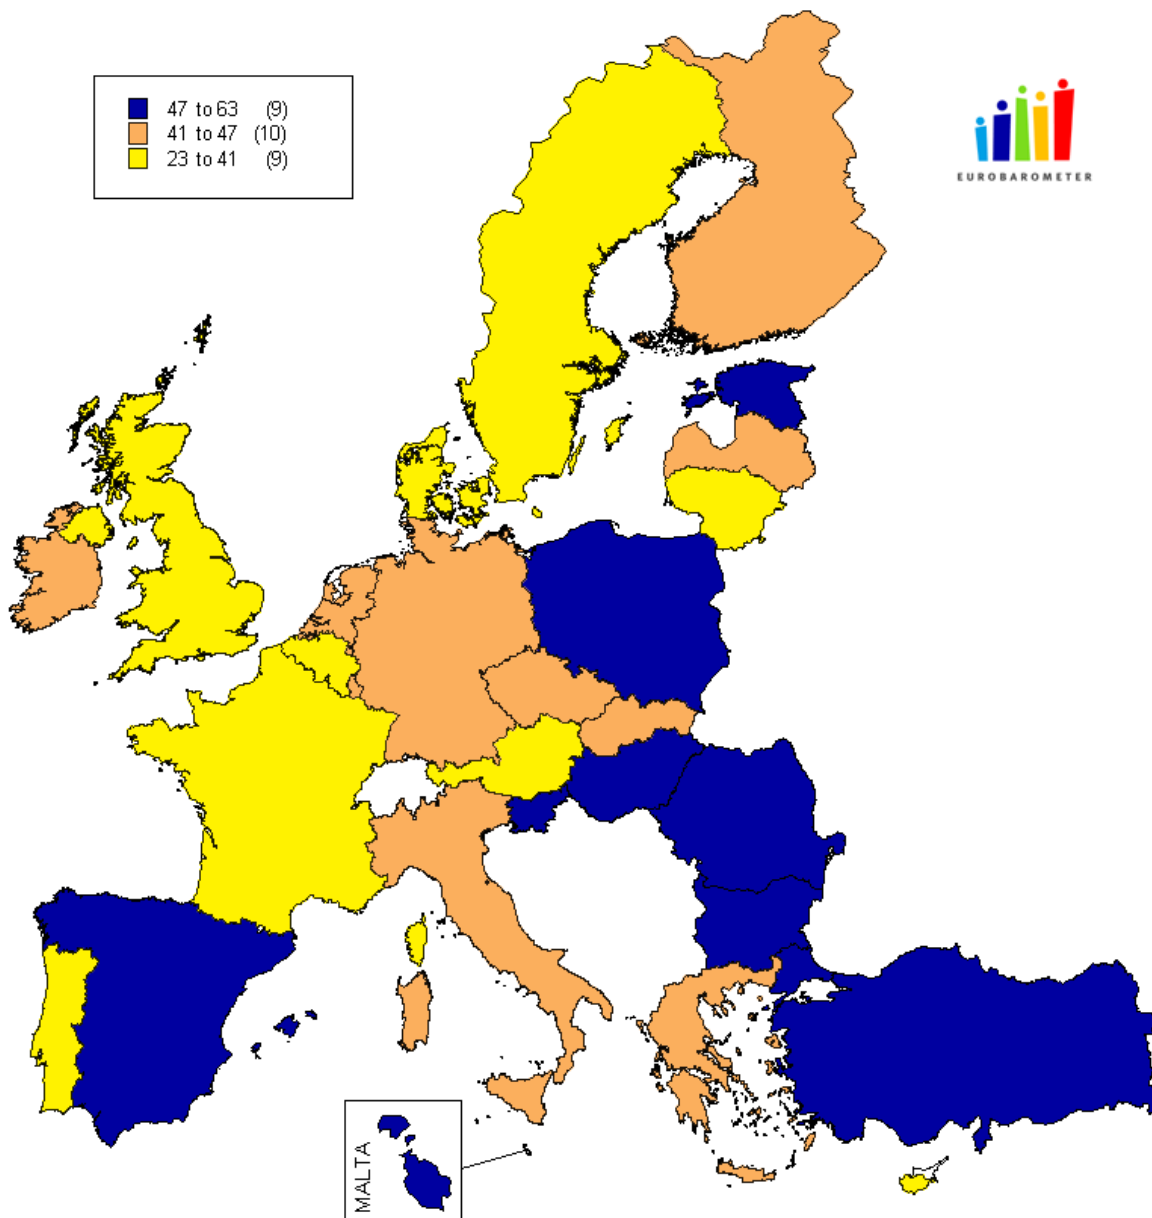 47 to 63 (9)
41 to 47 (10)
23 to 41 (9)
EUROBAROMETER
MALTA